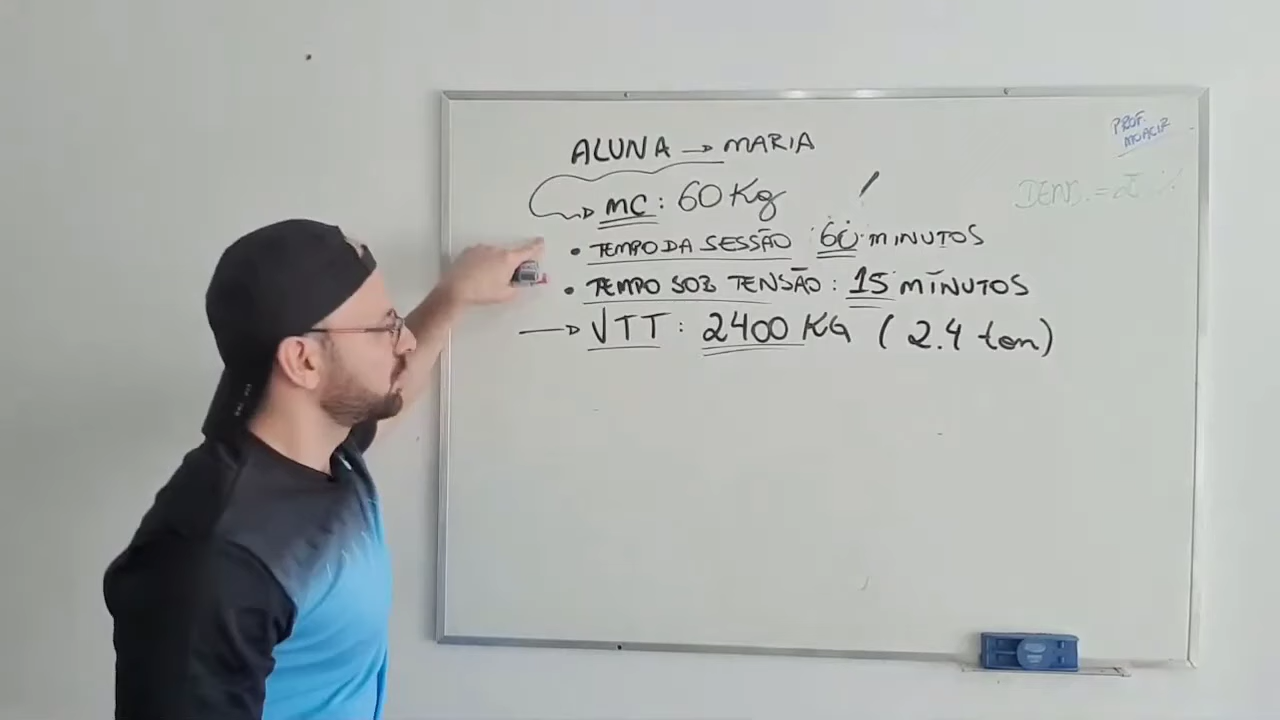 PROF. MOACIR
ALUNA → MARIA
MC: 60 Kg
• TEMPO DA SESSÃO 60 MINUTOS
• TEMPO SOB TENSÃO: 15 MINUTOS
→ VTT: 2400 KG (2.4 ton)